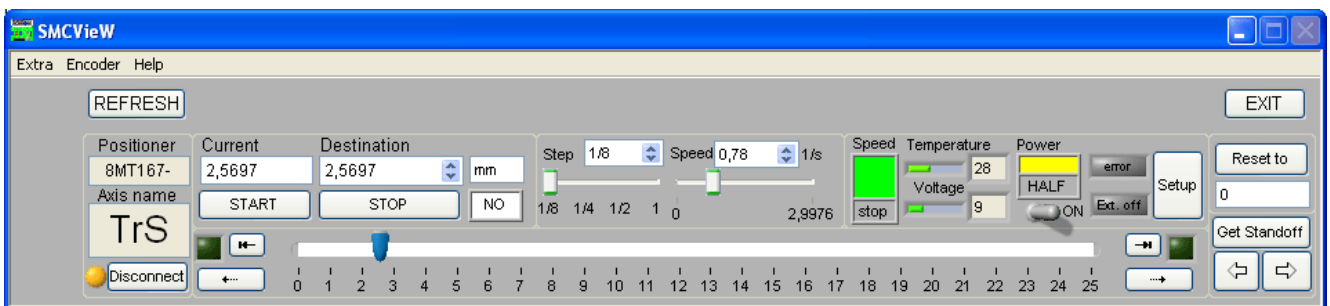 SMCVieW
Extra Encoder Help
REFRESH EXIT
Positioner Current Destination Step 1/8 Speed 0,78 1/s Speed Temperature Power
8MT167- 2,5697 2,5697 mm 28 error Reset to
Axis name START STOP NO 1/8 1/4 1/2 1 0 2,9976 Voltage HALF Setup 0
TrS stop 9 ON Ext. off Get Standoff
Disconnect 0 1 2 3 4 5 6 7 8 9 10 11 12 13 14 15 16 17 18 19 20 21 22 23 24 25